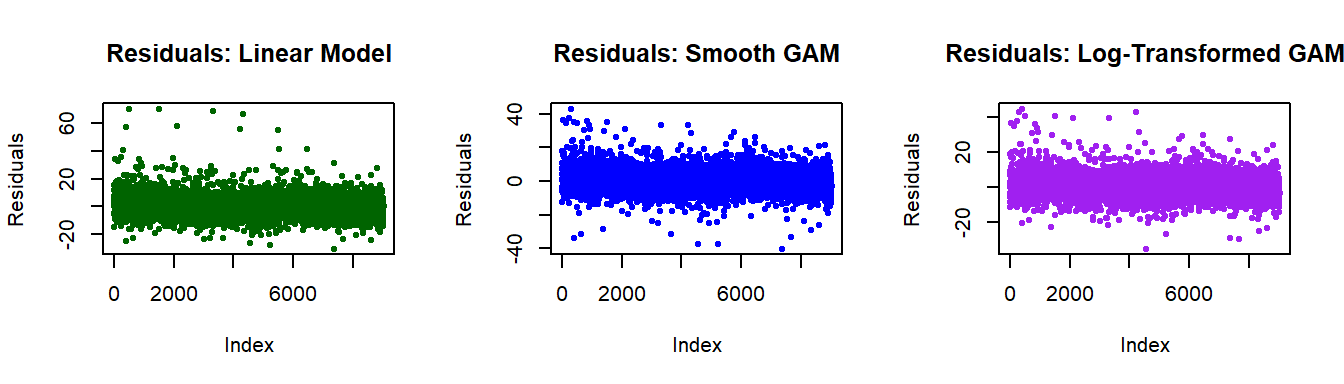 Residuals: Linear Model
Residuals
60
20
-20
0
2000
6000
Index
Residuals: Smooth GAM
Residuals
40
0
-40
0
2000
6000
Index
Residuals: Log-Transformed GAM
Residuals
20
-20
0
2000
6000
Index